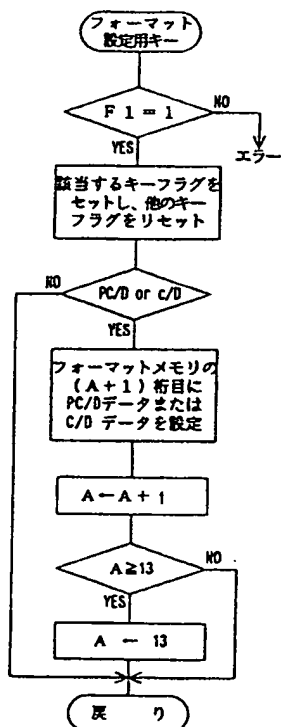 フォーマット
設定用キー
F1=1
NO
YES
エラー
該当するキーフラグを
セットし、他のキー
フラグをリセット
NO
PC/D or c/D
YES
フォーマットメモリの
(A+1)桁目に
PC/Dデータまたは
C/Dデータを設定
A←A+1
A≥13
NO
YES
A ← 13
戻 り